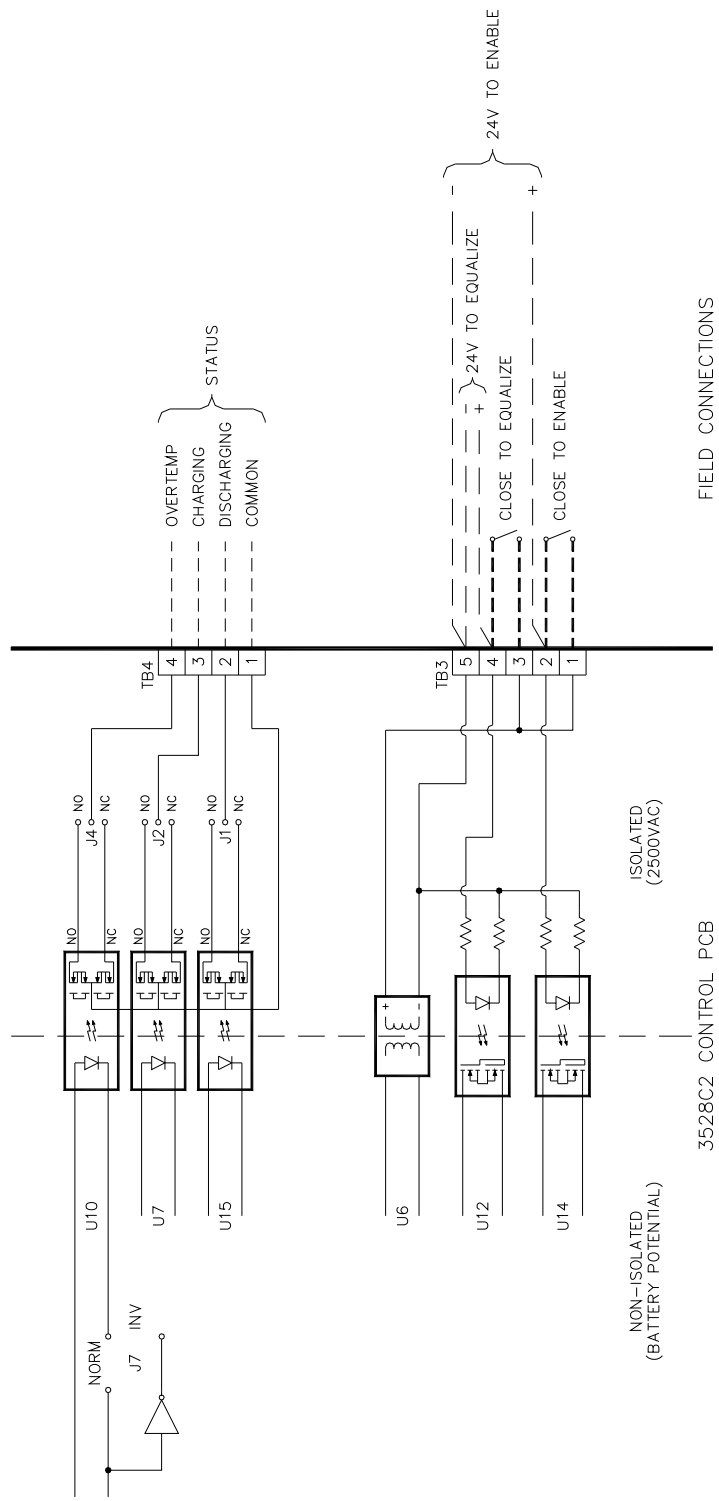 NORM
J7
INV
U10
U7
U15
NO
NC
NO
NC
NO
NC
NO
J4
NC
NO
J2
NC
NO
J1
NC
TB4
4
3
2
1
OVERTEMP
CHARGING
DISCHARGING
COMMON
STATUS
U6
U12
U14
+
-
TB3
5
4
3
2
1
-
-
+
24V TO EQUALIZE
CLOSE TO EQUALIZE
+
CLOSE TO ENABLE
24V TO ENABLE
NON-ISOLATED
(BATTERY POTENTIAL)
ISOLATED
(2500VAC)
3528C2 CONTROL PCB
FIELD CONNECTIONS